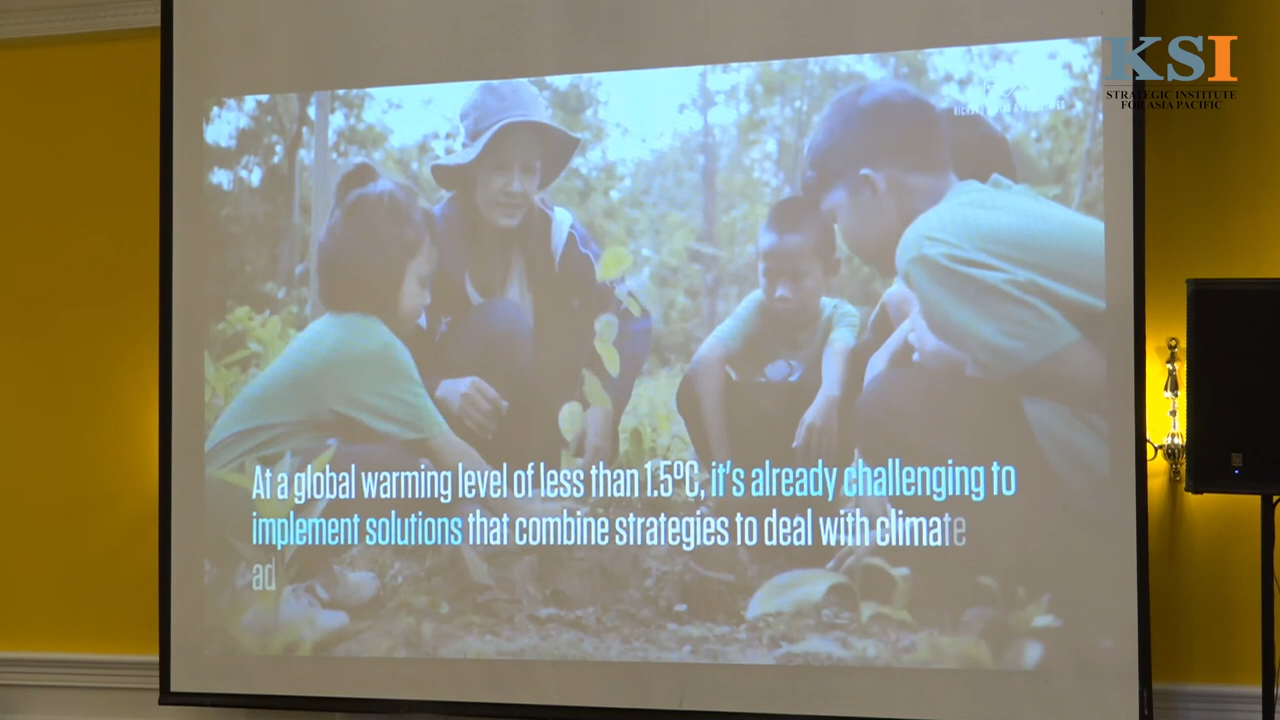 KSI
STRATEGIC INSTITUTE
FOR ASIA PACIFIC
At a global warming level of less than 1.5ºC, it's already challenging to
implement solutions that combine strategies to deal with climate
ad